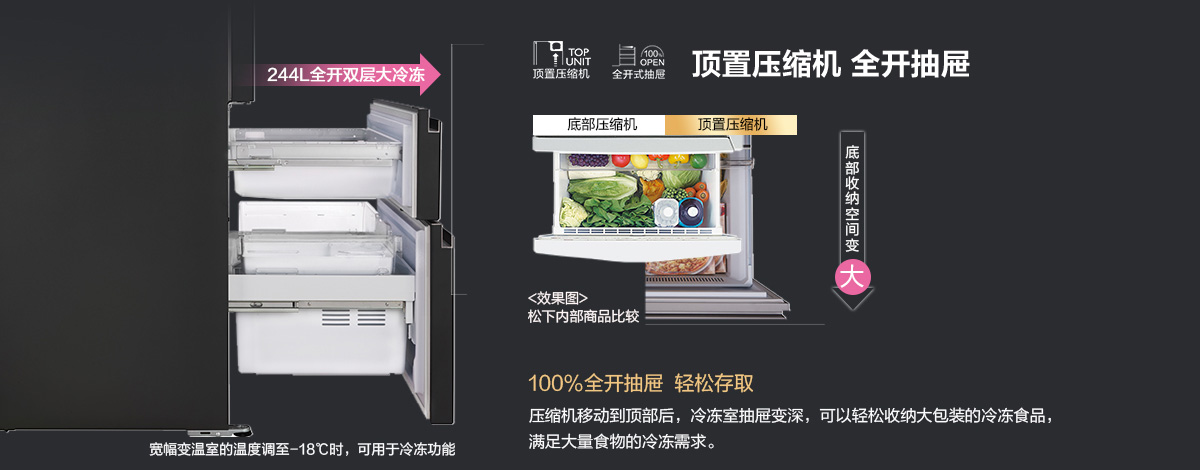 244L全开双层大冷冻
TOP
UNIT
顶置压缩机
100%
OPEN
全开式抽屉
顶置压缩机 全开抽屉
底部压缩机
顶置压缩机
底部收纳空间变
大
<效果图>
松下内部商品比较
100%全开抽屉 轻松存取
压缩机移动到顶部后，冷冻室抽屉变深，可以轻松收纳大包装的冷冻食品，
满足大量食物的冷冻需求。
宽幅变温室的温度调至-18℃时，可用于冷冻功能